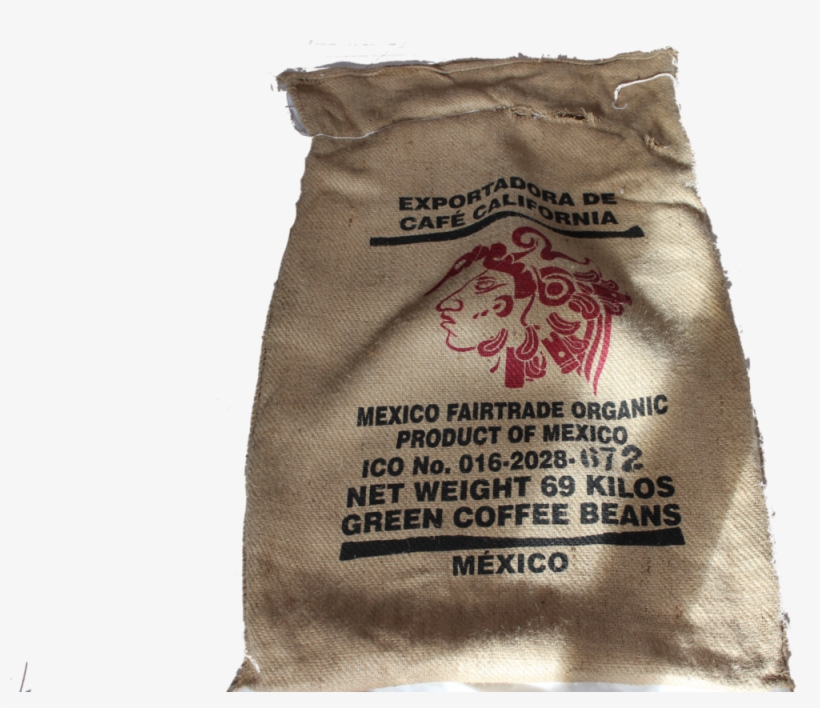 EXPORTADORA DE
CAFÉ CALIFORNIA
MEXICO FAIRTRADE ORGANIC
PRODUCT OF MEXICO
ICO No. 016-2028-672
NET WEIGHT 69 KILOS
GREEN COFFEE BEANS
MÉXICO